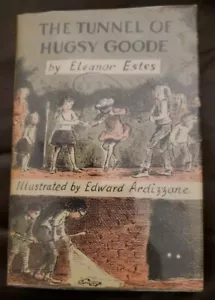 THE TUNNEL OF
HUGSY GOODE
by Eleanor Estes
Illustrated by Edward Ardizzone